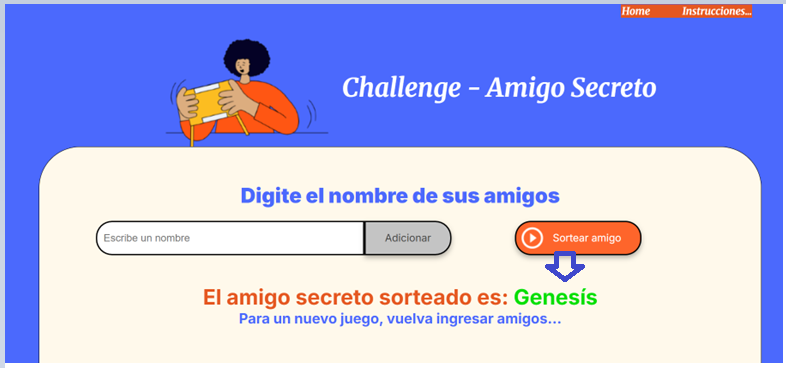 Home Instrucciones...
Challenge - Amigo Secreto
Digite el nombre de sus amigos
Escribe un nombre Adicionar Sortear amigo
El amigo secreto sorteado es: Genesís
Para un nuevo juego, vuelva ingresar amigos...